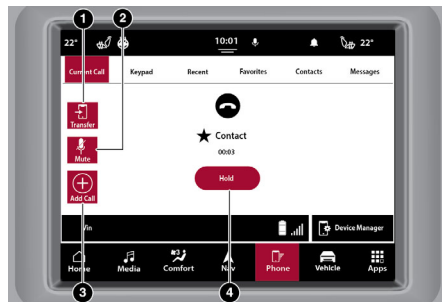 1
2
22°
10:01
22°
Current Call
Keypad
Recent
Favorites
Contacts
Messages
Transfer
Contact
00:03
Mute
Hold
Add Call
Device Manager
Home
Media
Comfort
Nav
Phone
Vehicle
Apps
3
4